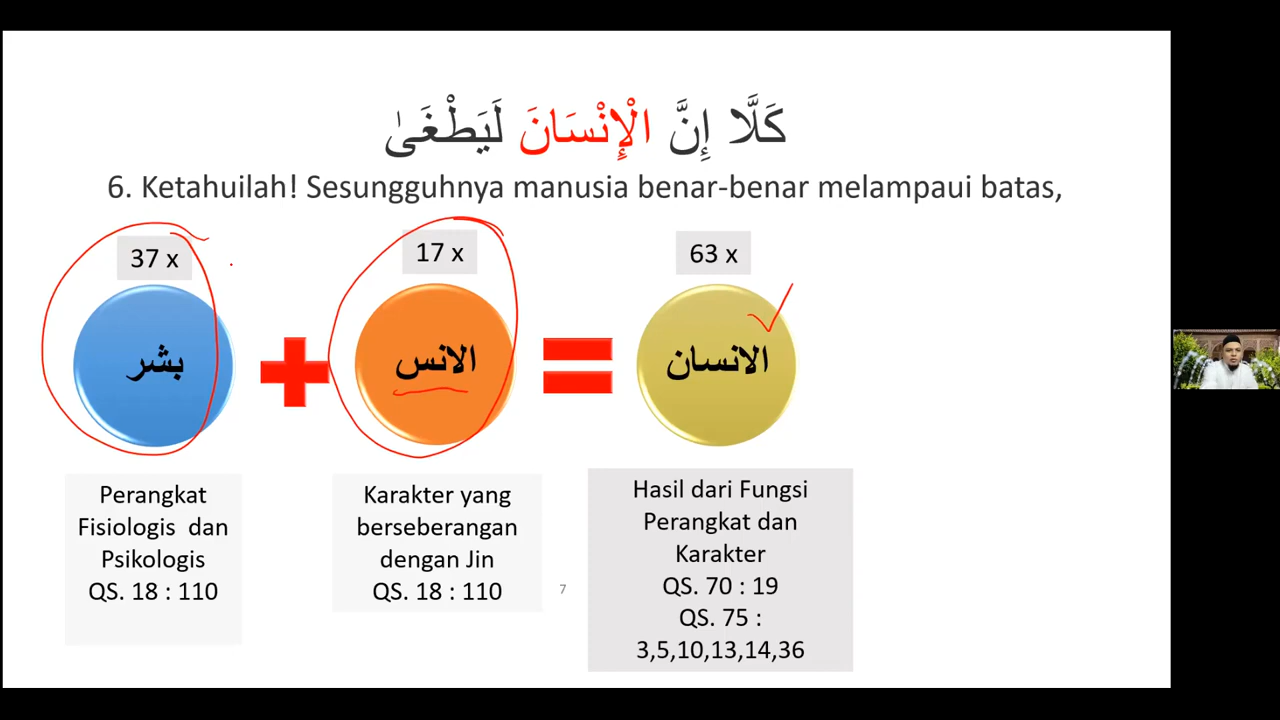 كَلَّا إِنَّ الْإِنْسَانَ لَيَطْغَىٰ
6. Ketahuilah! Sesungguhnya manusia benar-benar melampaui batas,
37 x
17 x
63 x
بشر
الانس
الانسان
Perangkat
Fisiologis dan
Psikologis
QS. 18 : 110
Karakter yang
berseberangan
dengan Jin
QS. 18 : 110
7
Hasil dari Fungsi
Perangkat dan
Karakter
QS. 70 : 19
QS. 75 :
3,5,10,13,14,36